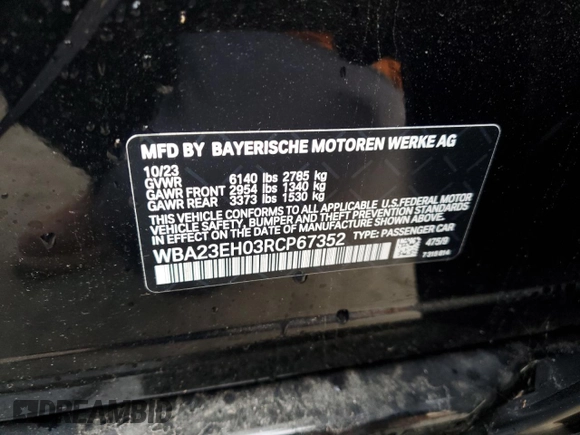 MFD BY BAYERISCHE MOTOREN WERKE AG
10/23
GVWR 6140 lbs 2785 kg
GAWR FRONT 2954 lbs 1340 kg
GAWR REAR 3373 lbs 1530 kg
THIS VEHICLE CONFORMS TO ALL APPLICABLE U.S.FEDERAL MOTOR
VEHICLE SAFETY, BUMPER AND THEFT PREVENTION STANDARDS
IN EFFECT ON THE DATE OF MANUFACTURE SHOWN ABOVE.
WBA23EH03RCP67352 TYPE: PASSENGER CAR
475/9
DREAMBID